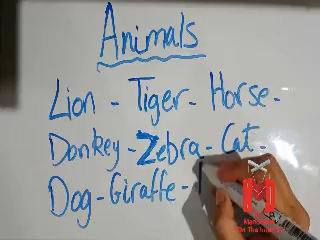 Animals
Lion - Tiger - Horse -
Donkey - Zebra - Cat -
Dog - Giraffe -